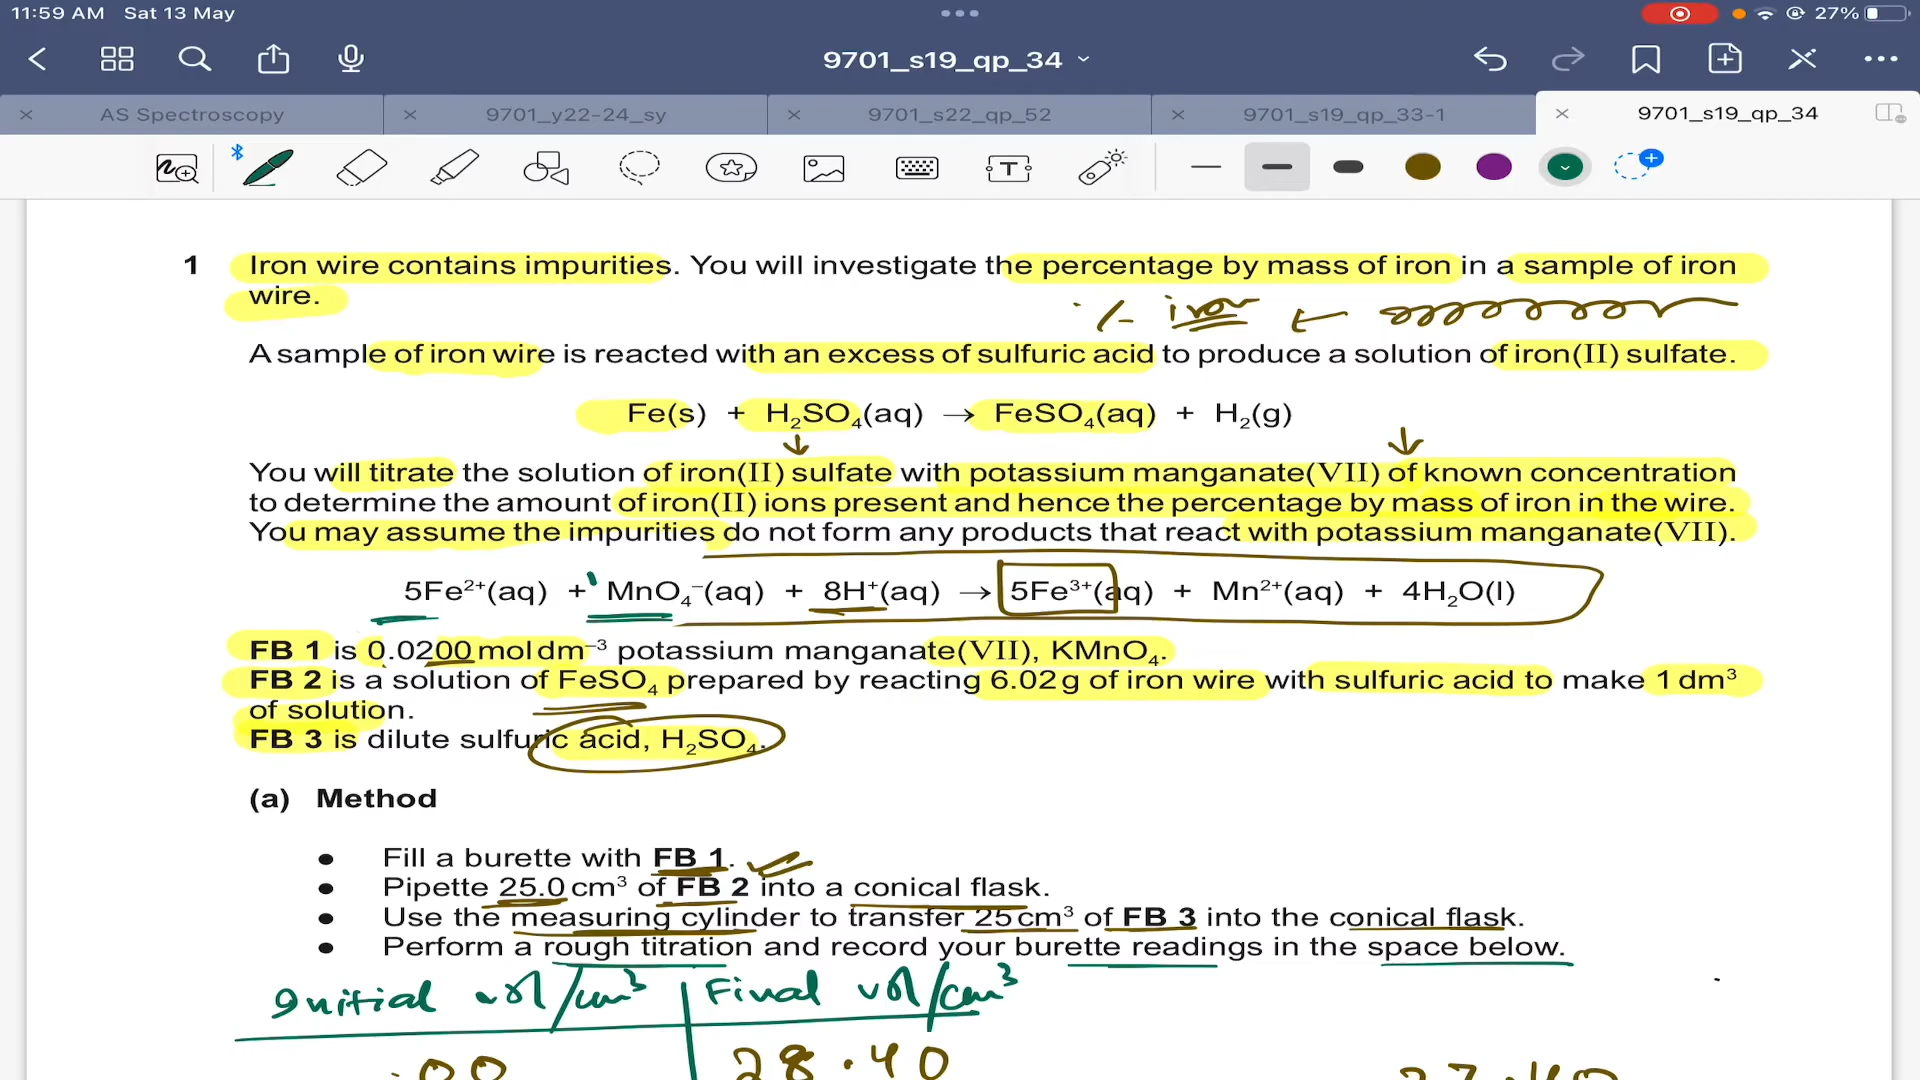 11:59 AM Sat 13 May
27%
9701_s19_qp_34
AS Spectroscopy
9701_y22-24_sy
9701_s22_qp_52
9701_s19_qp_33-1
9701_s19_qp_34
T
1 Iron wire contains impurities. You will investigate the percentage by mass of iron in a sample of iron
wire.
iron ←
A sample of iron wire is reacted with an excess of sulfuric acid to produce a solution of iron(II) sulfate.
Fe(s) + H₂SO₄(aq) → FeSO₄(aq) + H₂(g)
You will titrate the solution of iron(II) sulfate with potassium manganate(VII) of known concentration
to determine the amount of iron(II) ions present and hence the percentage by mass of iron in the wire.
You may assume the impurities do not form any products that react with potassium manganate(VII).
5Fe²⁺(aq) + MnO₄⁻(aq) + 8H⁺(aq) → 5Fe³⁺(aq) + Mn²⁺(aq) + 4H₂O(l)
FB 1 is 0.0200 mol dm⁻³ potassium manganate(VII), KMnO₄.
FB 2 is a solution of FeSO₄ prepared by reacting 6.02 g of iron wire with sulfuric acid to make 1 dm³
of solution.
FB 3 is dilute sulfuric acid, H₂SO₄.
(a) Method
● Fill a burette with FB 1.
● Pipette 25.0 cm³ of FB 2 into a conical flask.
● Use the measuring cylinder to transfer 25 cm³ of FB 3 into the conical flask.
● Perform a rough titration and record your burette readings in the space below.
Initial vol/cm³ Final vol/cm³
.00 28.40